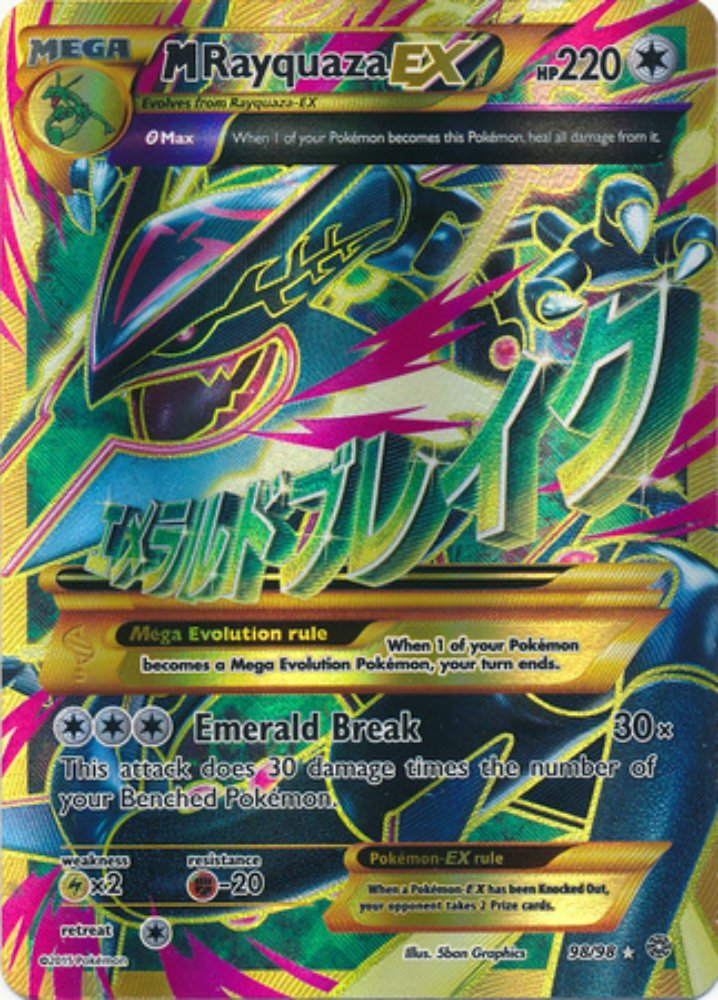 MEGA
M Rayquaza EX
HP220
Evolves from Rayquaza-EX
θ Max
When 1 of your Pokémon becomes this Pokémon, heal all damage from it.
エメラルドブレイク
Mega Evolution rule
When 1 of your Pokémon
becomes a Mega Evolution Pokémon, your turn ends.
Emerald Break 30×
This attack does 30 damage times the number of
your Benched Pokémon.
weakness
×2
resistance
-20
retreat
Pokémon-EX rule
When a Pokémon-EX has been Knocked Out,
your opponent takes 2 Prize cards.
©2015 Pokémon
Illus. 5ban Graphics
98/98